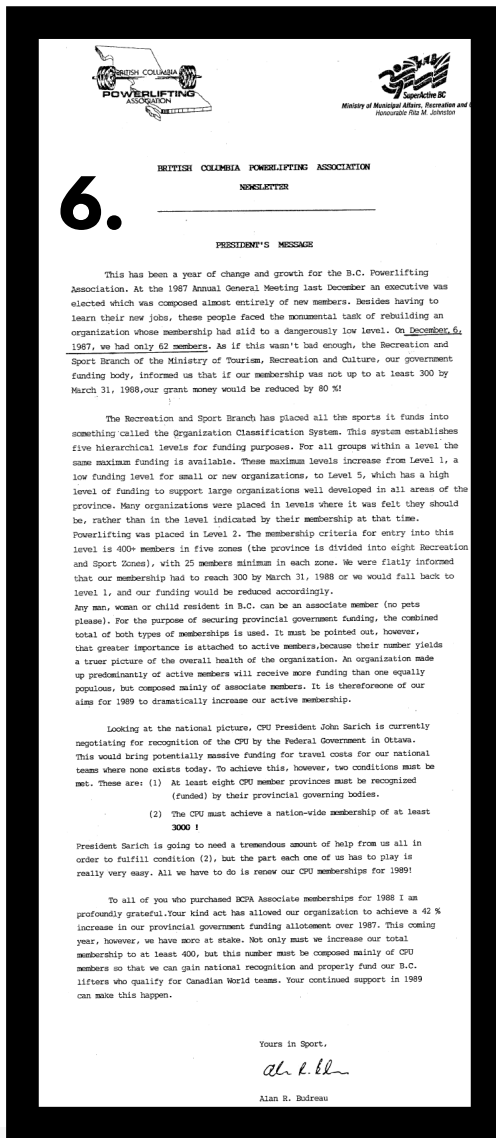 BRITISH COLUMBIA
POWERLIFTING
ASSOCIATION
SuperActive BC
Ministry of Municipal Affairs, Recreation and
Honourable Rita M. Johnston
6.
BRITISH COLUMBIA POWERLIFTING ASSOCIATION
NEWSLETTER
PRESIDENT'S MESSAGE
This has been a year of change and growth for the B.C. Powerlifting
Association. At the 1987 Annual General Meeting last December an executive was
elected which was composed almost entirely of new members. Besides having to
learn their new jobs, these people faced the monumental task of rebuilding an
organization whose membership had slid to a dangerously low level. On December, 6,
1987, we had only 62 members. As if this wasn't bad enough, the Recreation and
Sport Branch of the Ministry of Tourism, Recreation and Culture, our government
funding body, informed us that if our membership was not up to at least 300 by
March 31, 1988,our grant money would be reduced by 80 %!
The Recreation and Sport Branch has placed all the sports it funds into
something called the Organization Classification System. This system establishes
five hierarchical levels for funding purposes. For all groups within a level the
same maximum funding is available. These maximum levels increase from Level 1, a
low funding level for small or new organizations, to Level 5, which has a high
level of funding to support large organizations well developed in all areas of the
province. Many organizations were placed in levels where it was felt they should
be, rather than in the level indicated by their membership at that time.
Powerlifting was placed in Level 2. The membership criteria for entry into this
level is 400+ members in five zones (the province is divided into eight Recreation
and Sport Zones), with 25 members minimum in each zone. We were flatly informed
that our membership had to reach 300 by March 31, 1988 or we would fall back to
level 1, and our funding would be reduced accordingly.
Any man, woman or child resident in B.C. can be an associate member (no pets
please). For the purpose of securing provincial government funding, the combined
total of both types of memberships is used. It must be pointed out, however,
that greater importance is attached to active members,because their number yields
a truer picture of the overall health of the organization. An organization made
up predominantly of active members will receive more funding than one equally
populous, but composed mainly of associate members. It is thereforeone of our
aims for 1989 to dramatically increase our active membership.
Looking at the national picture, CPU President John Sarich is currently
negotiating for recognition of the CPU by the Federal Government in Ottawa.
This would bring potentially massive funding for travel costs for our national
teams where none exists today. To achieve this, however, two conditions must be
met. These are: (1) At least eight CPU member provinces must be recognized
(funded) by their provincial governing bodies.
(2) The CPU must achieve a nation-wide membership of at least
3000 !
President Sarich is going to need a tremendous amount of help from us all in
order to fulfill condition (2), but the part each one of us has to play is
really very easy. All we have to do is renew our CPU memberships for 1989!
To all of you who purchased BCPA Associate memberships for 1988 I am
profoundly grateful.Your kind act has allowed our organization to achieve a 42 %
increase in our provincial government funding allotement over 1987. This coming
year, however, we have more at stake. Not only must we increase our total
membership to at least 400, but this number must be composed mainly of CPU
members so that we can gain national recognition and properly fund our B.C.
lifters who qualify for Canadian World teams. Your continued support in 1989
can make this happen.
Yours in Sport,
Alan R. Budreau